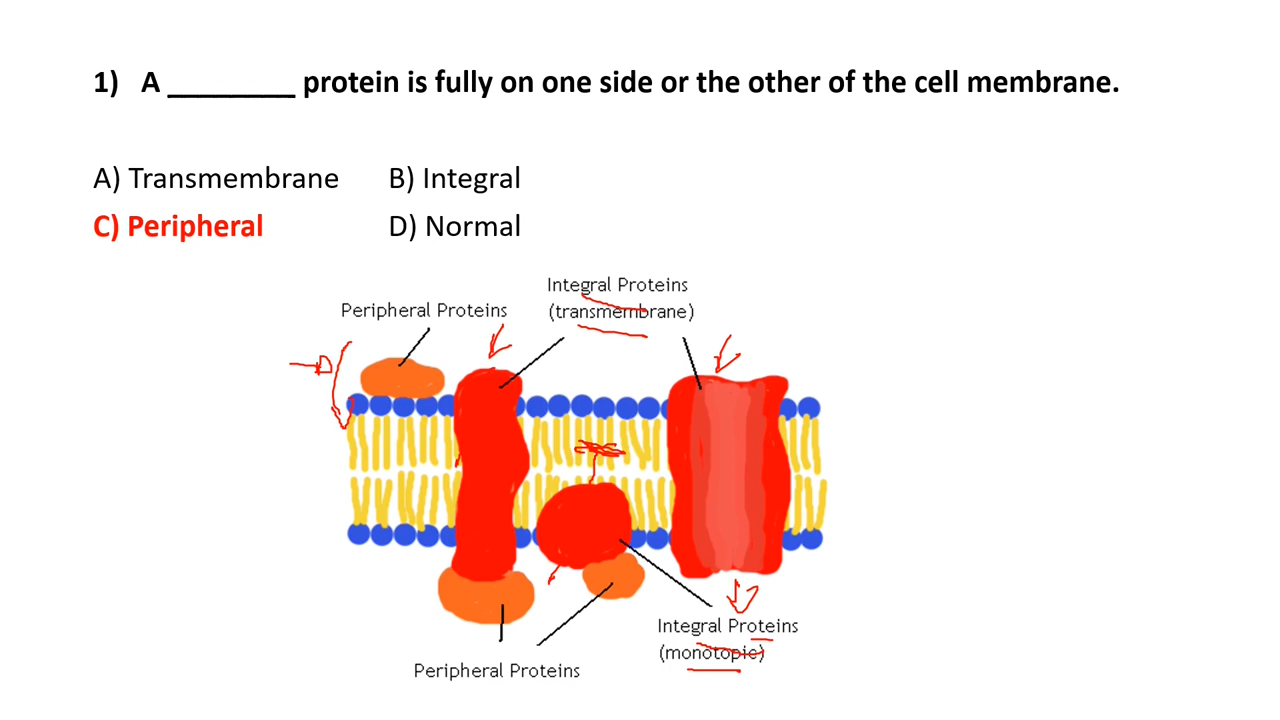 1) A ________ protein is fully on one side or the other of the cell membrane.
A) Transmembrane B) Integral
C) Peripheral D) Normal
Integral Proteins
(transmembrane)
Peripheral Proteins
Integral Proteins
(monotopic)
Peripheral Proteins